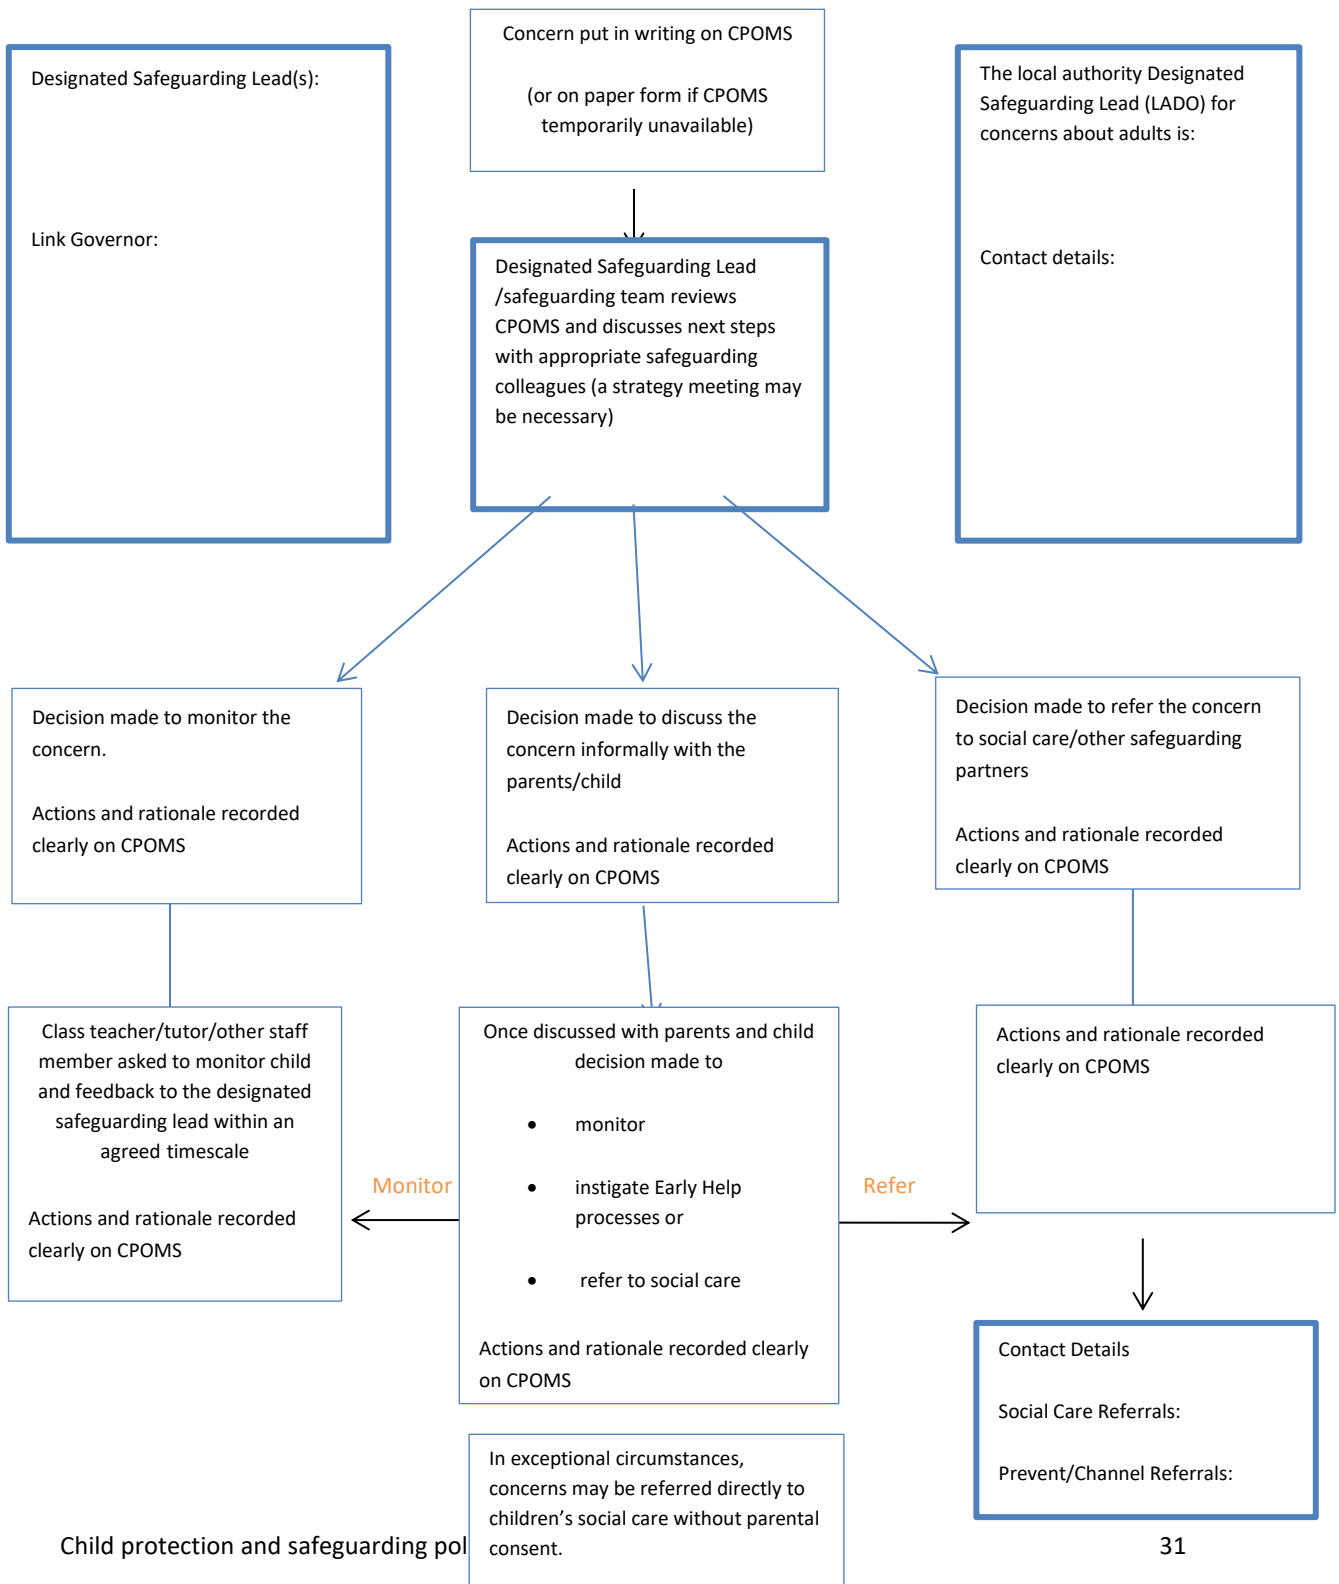 Concern put in writing on CPOMS
(or on paper form if CPOMS
temporarily unavailable)
Designated Safeguarding Lead(s):
Link Governor:
The local authority Designated
Safeguarding Lead (LADO) for
concerns about adults is:
Contact details:
Designated Safeguarding Lead
/safeguarding team reviews
CPOMS and discusses next steps
with appropriate safeguarding
colleagues (a strategy meeting may
be necessary)
Decision made to monitor the
concern.
Actions and rationale recorded
clearly on CPOMS
Decision made to discuss the
concern informally with the
parents/child
Actions and rationale recorded
clearly on CPOMS
Decision made to refer the concern
to social care/other safeguarding
partners
Actions and rationale recorded
clearly on CPOMS
Class teacher/tutor/other staff
member asked to monitor child
and feedback to the designated
safeguarding lead within an
agreed timescale
Actions and rationale recorded
clearly on CPOMS
Monitor
Once discussed with parents and child
decision made to
• monitor
• instigate Early Help
processes or
• refer to social care
Actions and rationale recorded clearly
on CPOMS
Refer
Actions and rationale recorded
clearly on CPOMS
Contact Details
Social Care Referrals:
Prevent/Channel Referrals:
In exceptional circumstances,
concerns may be referred directly to
children’s social care without parental
consent.
Child protection and safeguarding pol
31